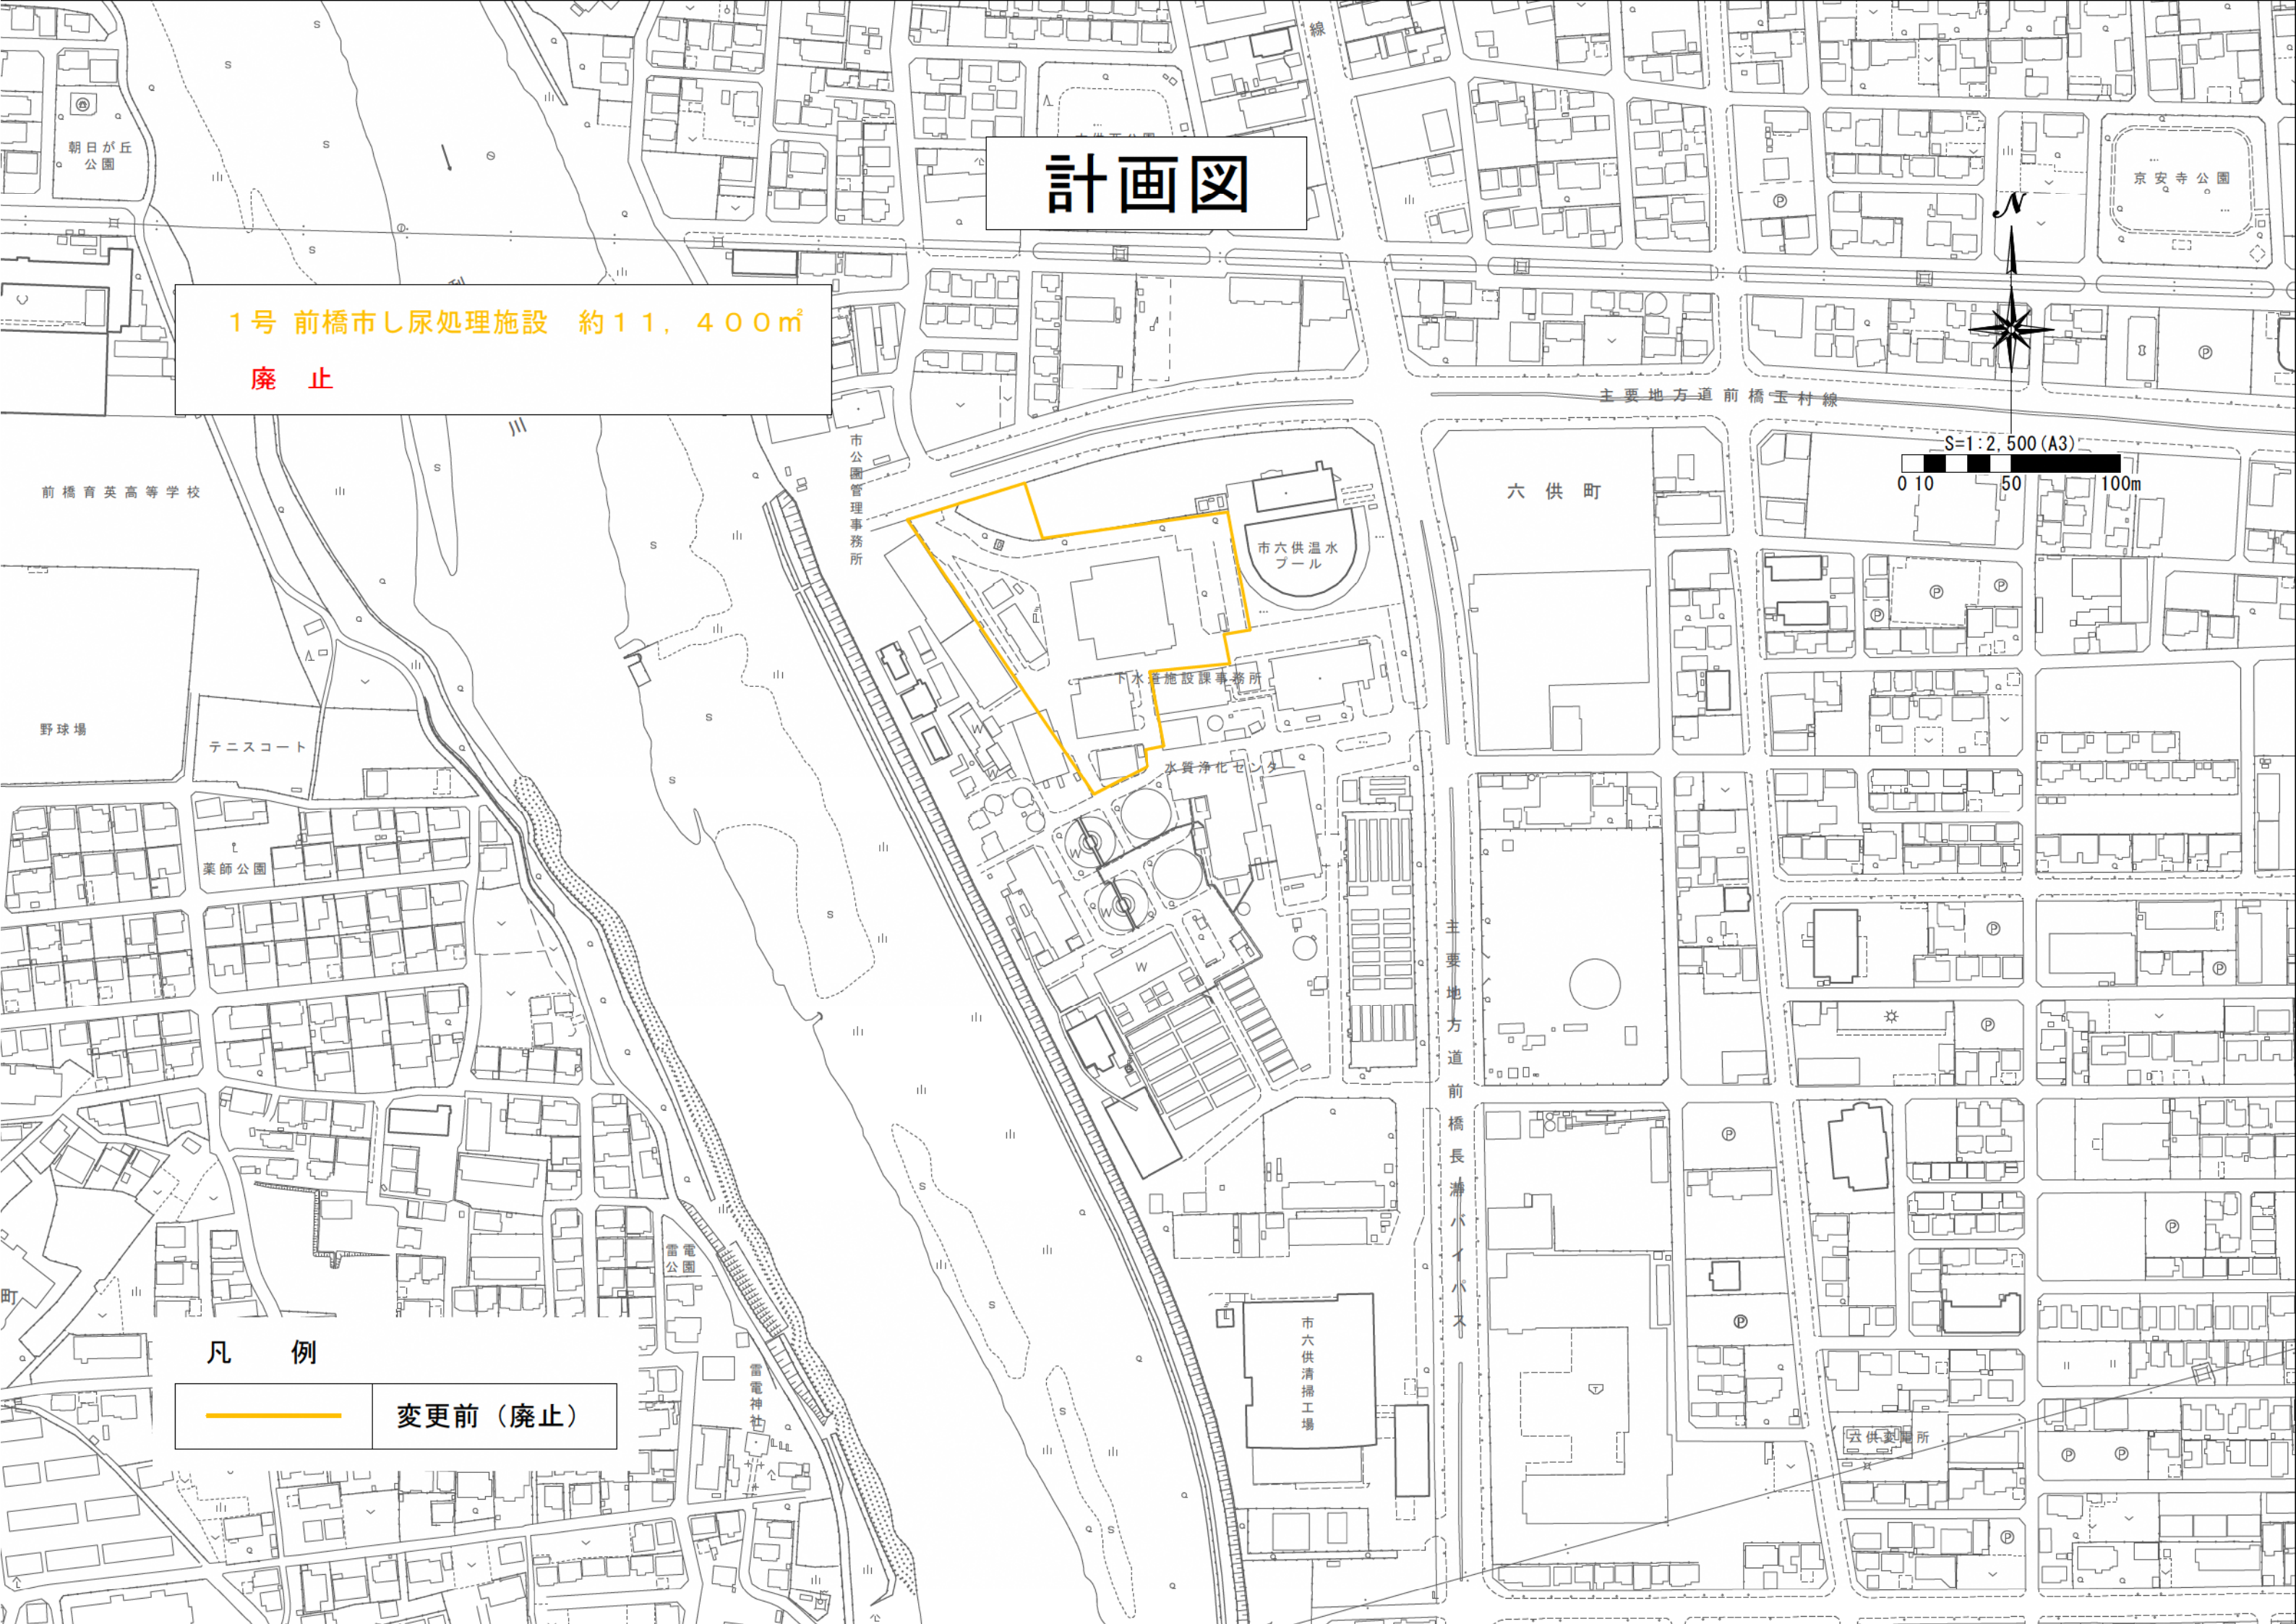 線
朝日が丘
公園
計画図
京安寺公園
N
1号 前橋市し尿処理施設　約11,400㎡
廃　止
川
主要地方道前橋玉村線
S=1:2,500(A3)
0 10 50 100m
市公園管理事務所
前橋育英高等学校
六供町
市六供温水
プール
下水道施設課事務所
野球場
テニスコート
水質浄化センター
薬師公園
主要地方道前橋長瀞バイパス
雷電
公園
町
市六供清掃工場
凡　例
変更前（廃止）
雷電神社
六供変電所